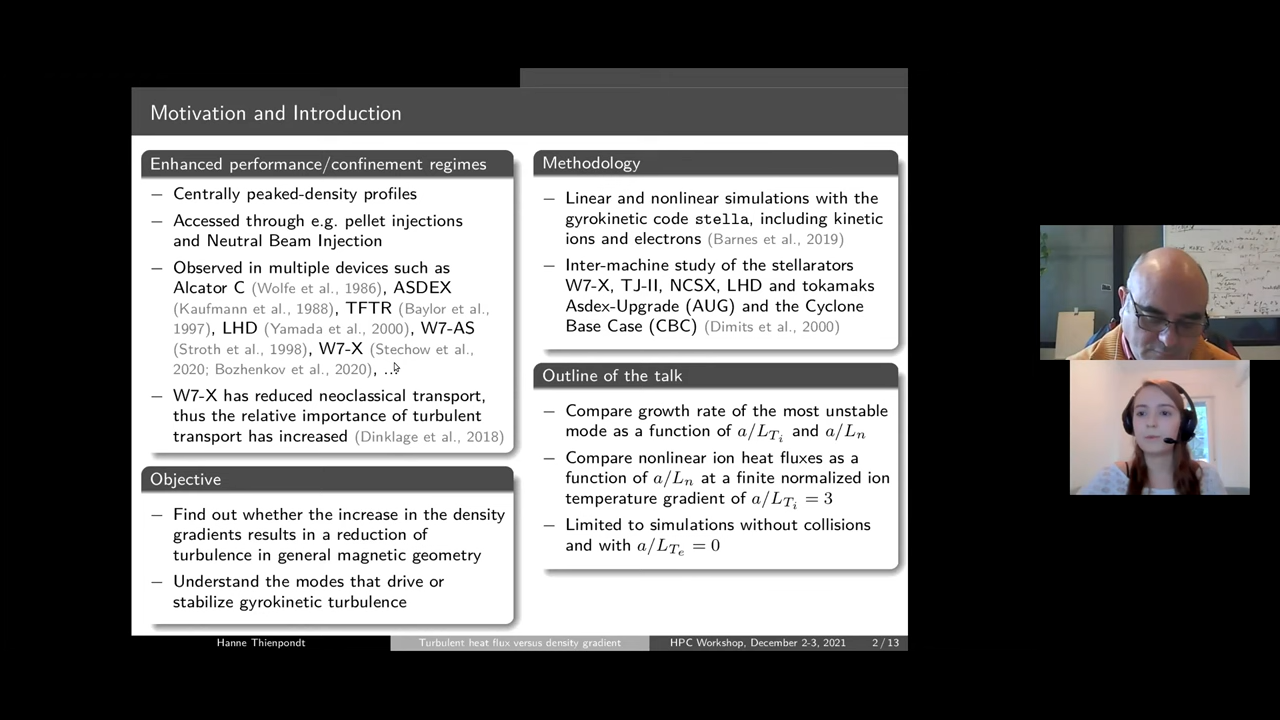 Motivation and Introduction
Enhanced performance/confinement regimes
– Centrally peaked-density profiles
– Accessed through e.g. pellet injections
and Neutral Beam Injection
– Observed in multiple devices such as
Alcator C (Wolfe et al., 1986), ASDEX
(Kaufmann et al., 1988), TFTR (Baylor et al.,
1997), LHD (Yamada et al., 2000), W7-AS
(Stroth et al., 1998), W7-X (Stechow et al.,
2020; Bozhenkov et al., 2020), ...
– W7-X has reduced neoclassical transport,
thus the relative importance of turbulent
transport has increased (Dinklage et al., 2018)
Objective
– Find out whether the increase in the density
gradients results in a reduction of
turbulence in general magnetic geometry
– Understand the modes that drive or
stabilize gyrokinetic turbulence
Methodology
– Linear and nonlinear simulations with the
gyrokinetic code stella, including kinetic
ions and electrons (Barnes et al., 2019)
– Inter-machine study of the stellarators
W7-X, TJ-II, NCSX, LHD and tokamaks
Asdex-Upgrade (AUG) and the Cyclone
Base Case (CBC) (Dimits et al., 2000)
Outline of the talk
– Compare growth rate of the most unstable
mode as a function of a/L_{T_i} and a/L_n
– Compare nonlinear ion heat fluxes as a
function of a/L_n at a finite normalized ion
temperature gradient of a/L_{T_i} = 3
– Limited to simulations without collisions
and with a/L_{T_e} = 0
Hanne Thienpondt
Turbulent heat flux versus density gradient
HPC Workshop, December 2-3, 2021
2 / 13